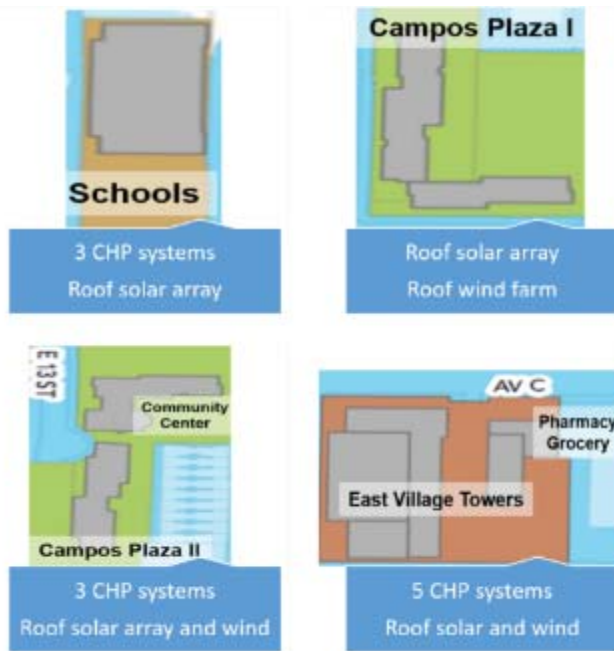 Schools
3 CHP systems
Roof solar array
Campos Plaza I
Roof solar array
Roof wind farm
E 13 ST
Community
Center
Campos Plaza II
3 CHP systems
Roof solar array and wind
AV C
Pharmacy
Grocery
East Village Towers
5 CHP systems
Roof solar and wind